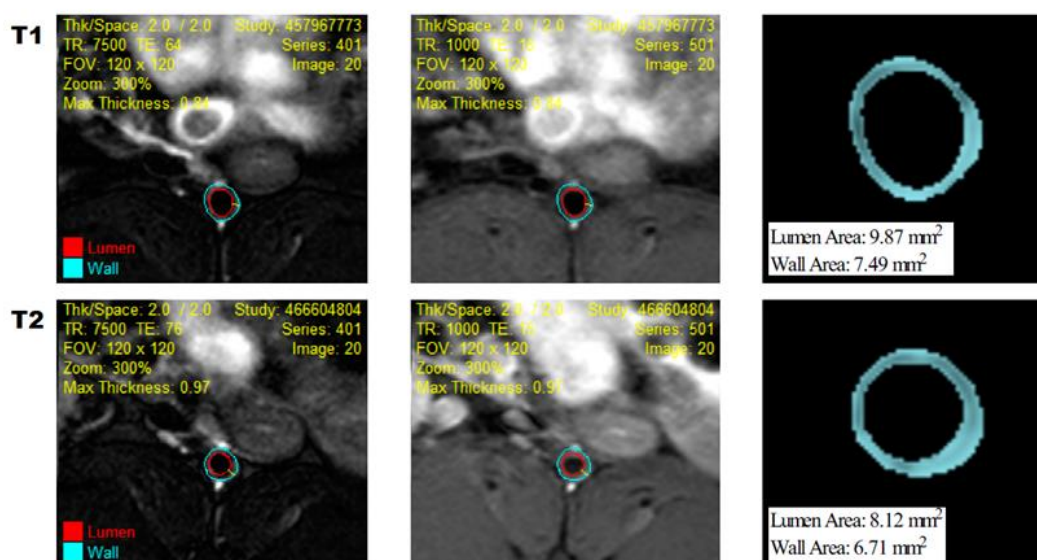 T1
Thk/Space: 2.0 / 2.0 Study: 457967773
TR: 7500 TE: 64 Series: 401
FOV: 120 x 120 Image: 20
Zoom: 300%
Max Thickness: 0.84
Lumen
Wall
Thk/Space: 2.0 / 2.0 Study: 457967773
TR: 1000 TE: Series: 501
FOV: 120 x 120 Image: 20
Zoom: 300%
Max Thickness: 0.84
Lumen Area: 9.87 mm²
Wall Area: 7.49 mm²
T2
Thk/Space: 2.0 / 2.0 Study: 466604804
TR: 7500 TE: 76 Series: 401
FOV: 120 x 120 Image: 20
Zoom: 300%
Max Thickness: 0.97
Lumen
Wall
Thk/Space: 2.0 / 2.0 Study: 466604804
TR: 1000 TE: Series: 501
FOV: 120 x 120 Image: 20
Zoom: 300%
Max Thickness: 0.97
Lumen Area: 8.12 mm²
Wall Area: 6.71 mm²